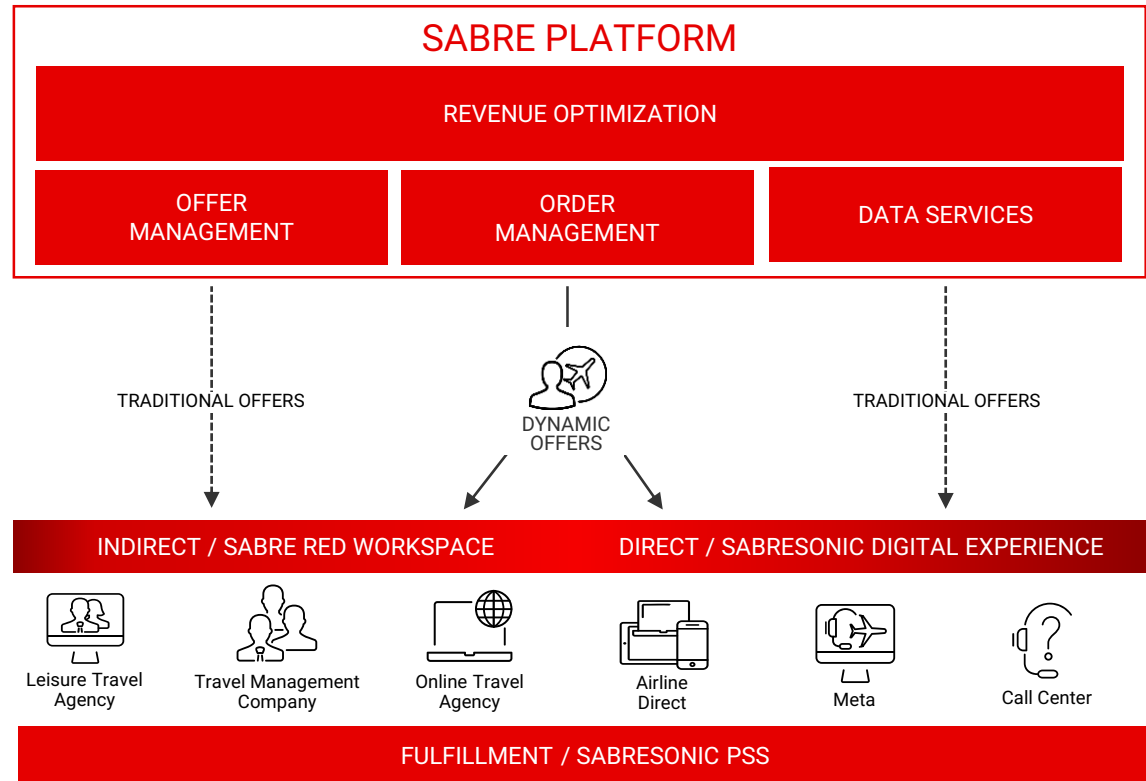 SABRE PLATFORM
REVENUE OPTIMIZATION
OFFER
MANAGEMENT
ORDER
MANAGEMENT
DATA SERVICES
TRADITIONAL OFFERS
DYNAMIC
OFFERS
TRADITIONAL OFFERS
INDIRECT / SABRE RED WORKSPACE
DIRECT / SABRESONIC DIGITAL EXPERIENCE
Leisure Travel
Agency
Travel Management
Company
Online Travel
Agency
Airline
Direct
Meta
Call Center
FULFILLMENT / SABRESONIC PSS